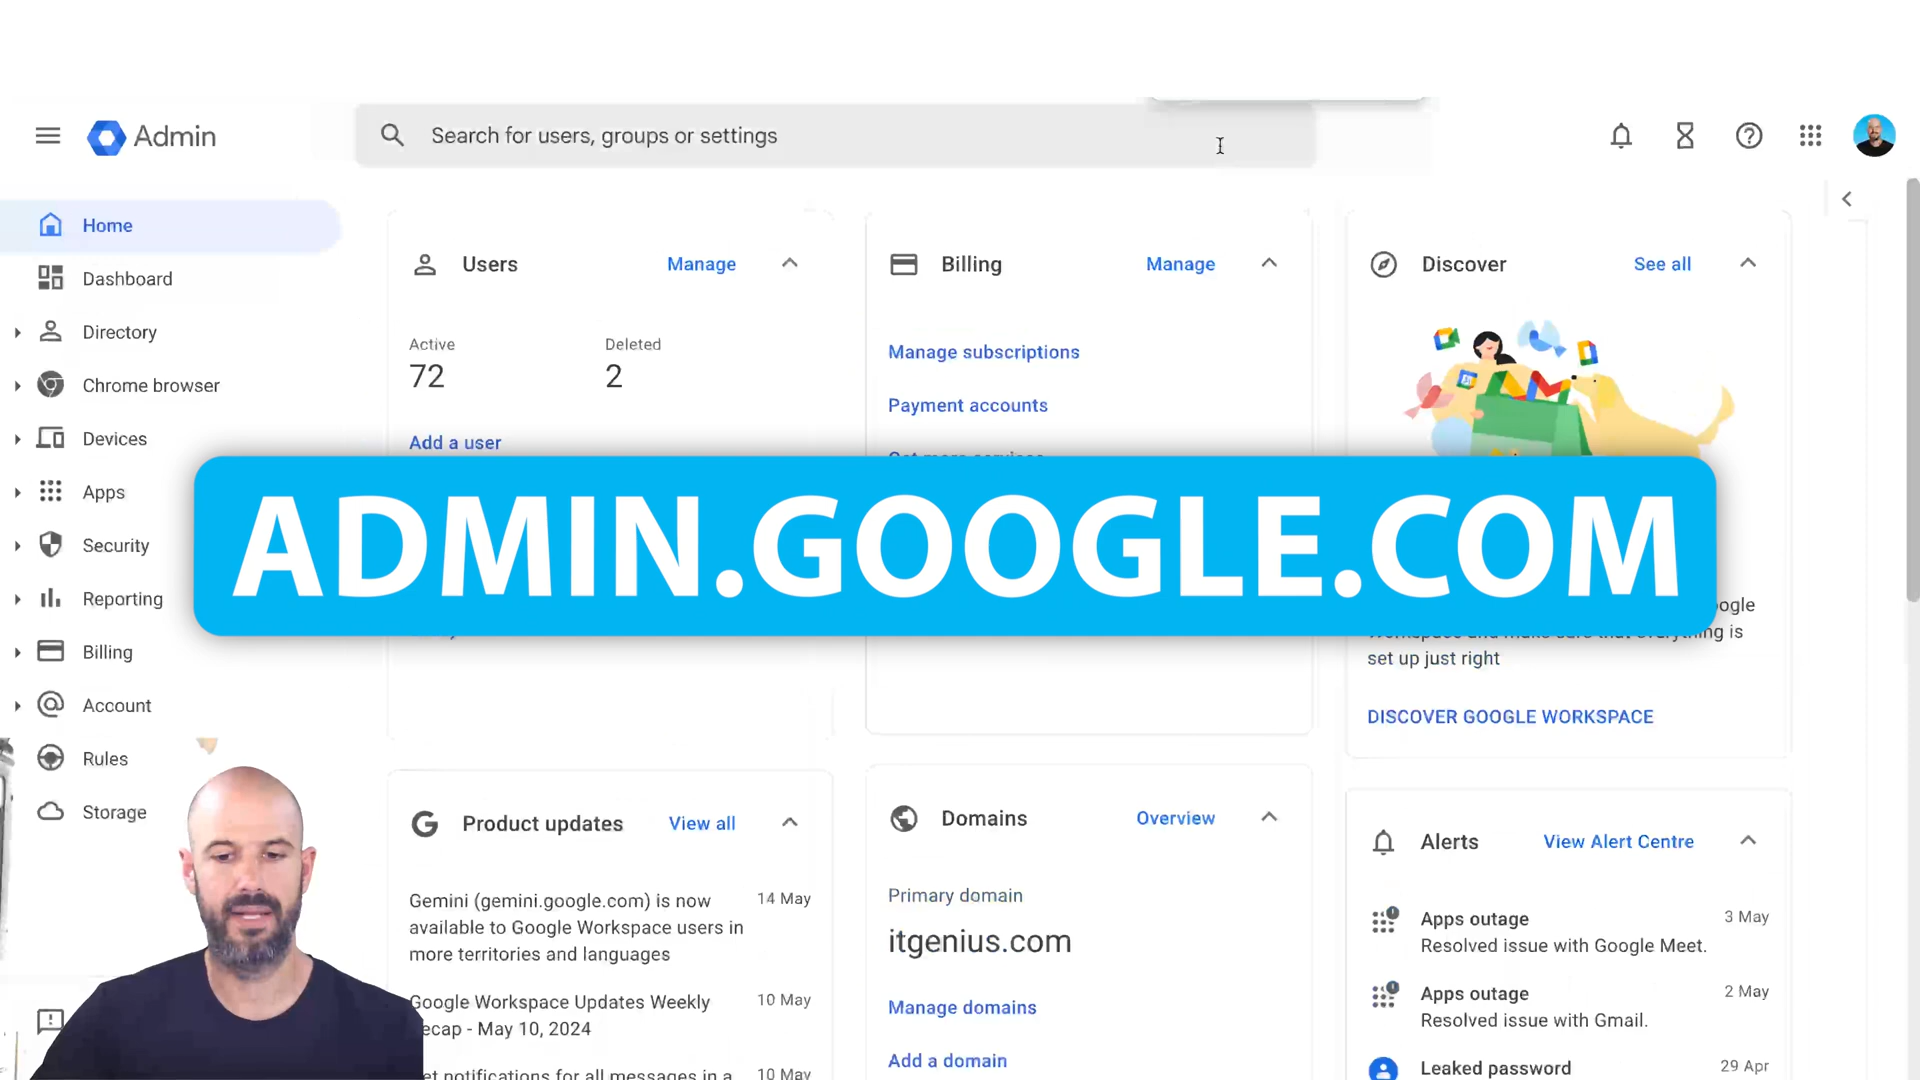 Admin
Search for users, groups or settings
Home
Dashboard
Directory
Chrome browser
Devices
Apps
Security
Reporting
Billing
Account
Rules
Storage
Users Manage
Active Deleted
72 2
Add a user
Billing Manage
Manage subscriptions
Payment accounts
Discover See all
ADMIN.GOOGLE.COM
set up just right
DISCOVER GOOGLE WORKSPACE
Product updates View all
Gemini (gemini.google.com) is now 14 May
available to Google Workspace users in
more territories and languages
Google Workspace Updates Weekly 10 May
ecap - May 10, 2024
et notifications for all messages in a 10 May
Domains Overview
Primary domain
itgenius.com
Manage domains
Add a domain
Alerts View Alert Centre
Apps outage 3 May
Resolved issue with Google Meet.
Apps outage 2 May
Resolved issue with Gmail.
Leaked password 29 Apr